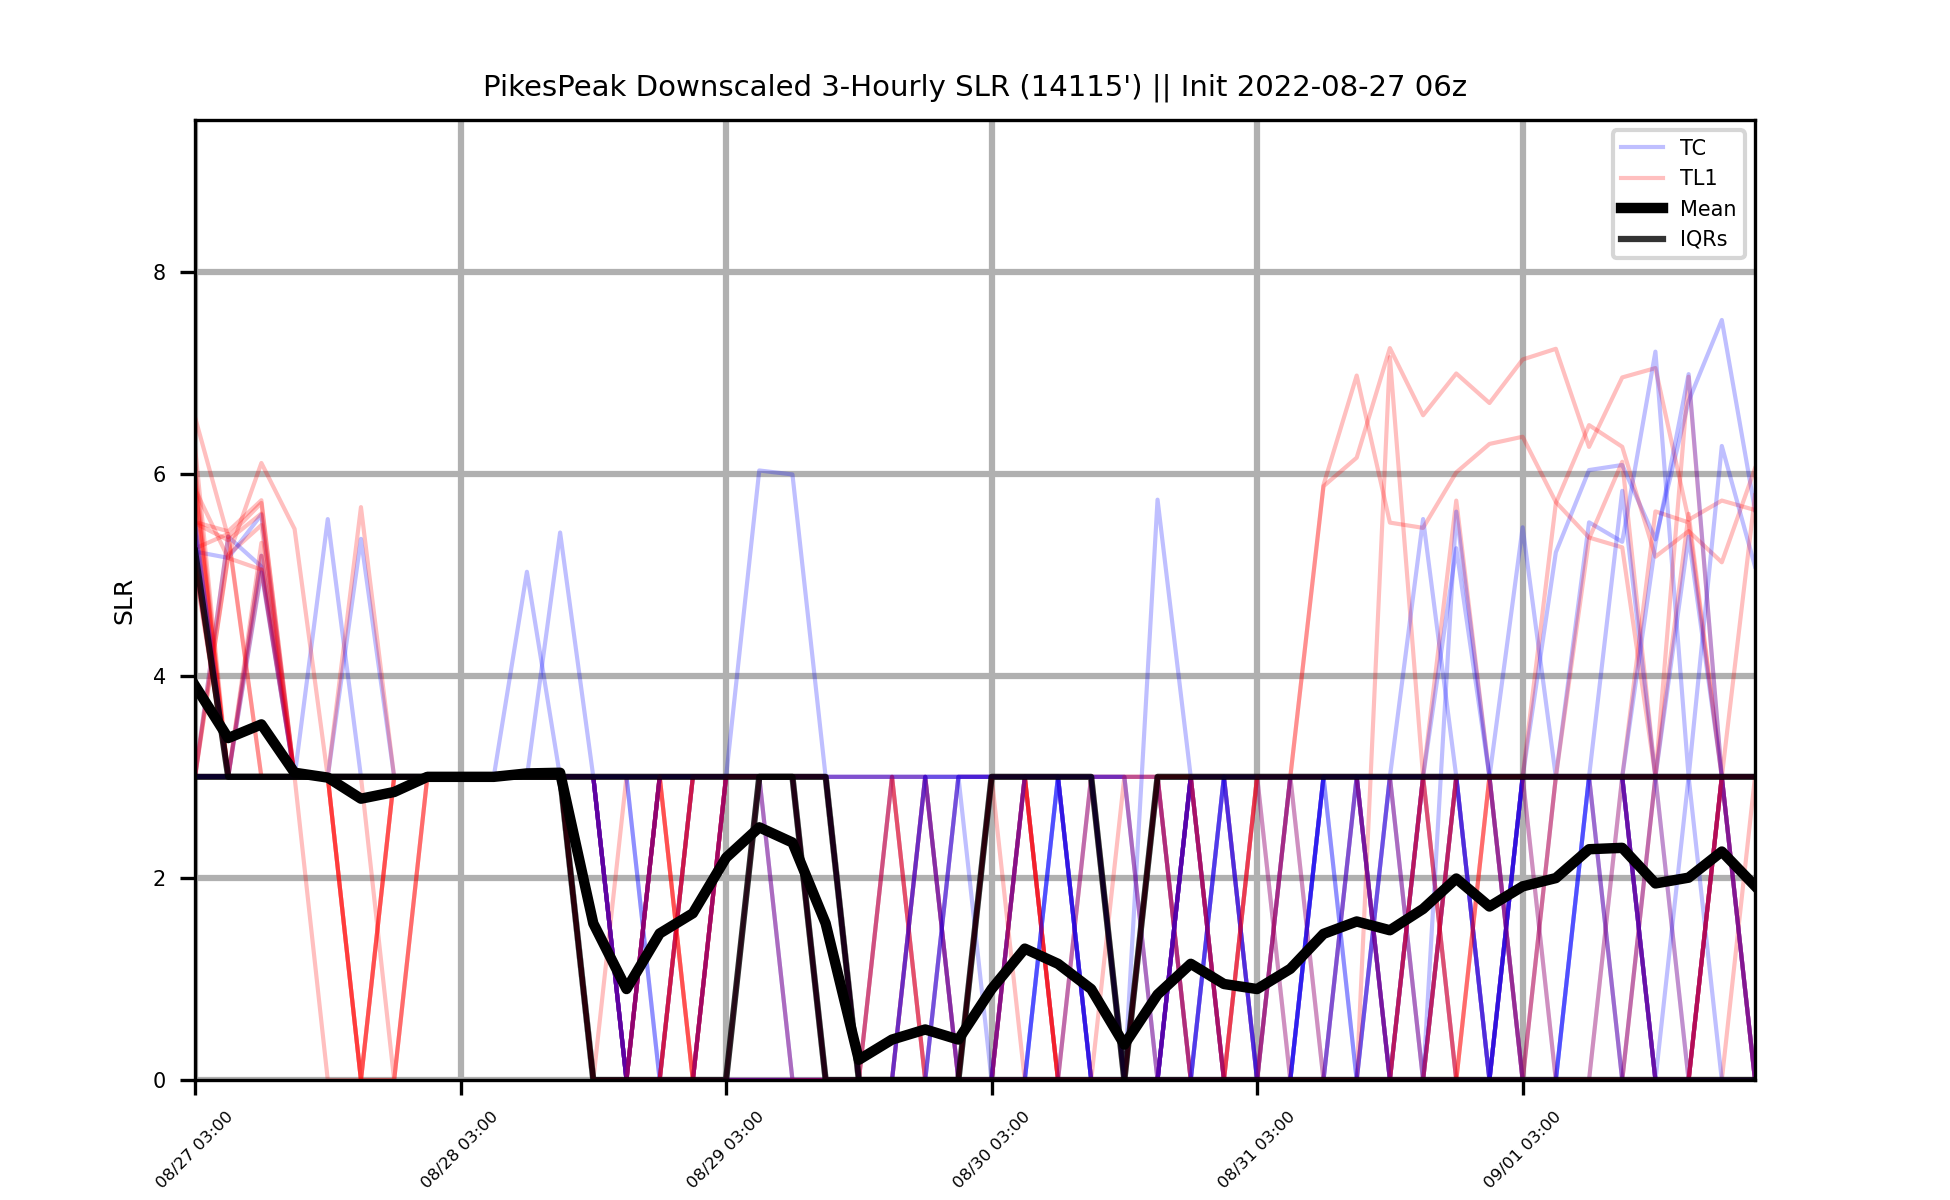 PikesPeak Downscaled 3-Hourly SLR (14115') || Init 2022-08-27 06z
TC
TL1
Mean
IQRs
SLR
8
6
4
2
0
08/27 03:00
08/28 03:00
08/29 03:00
08/30 03:00
08/31 03:00
09/01 03:00